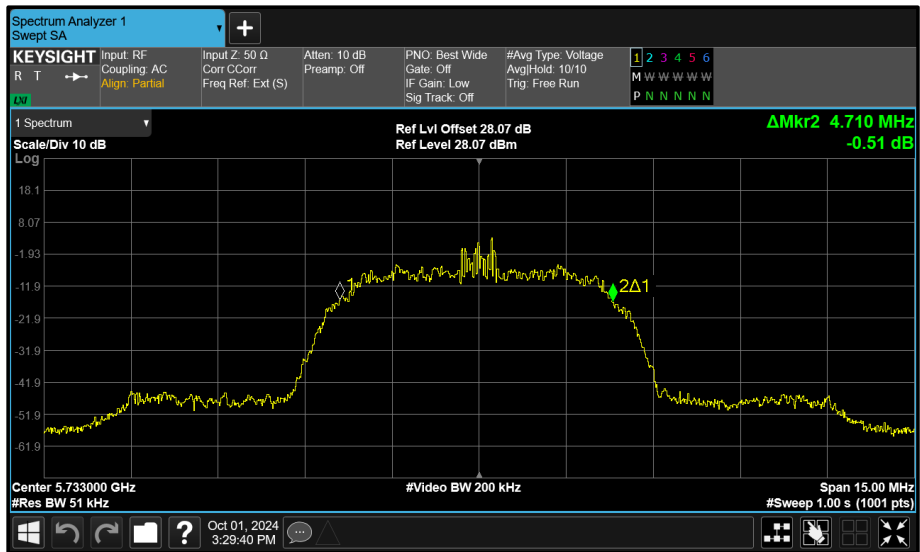 Spectrum Analyzer 1
Swept SA
+
KEYSIGHT
R T
LXI
Input: RF
Coupling: AC
Align: Partial
Input Z: 50 Ω
Corr CCorr
Freq Ref: Ext (S)
Atten: 10 dB
Preamp: Off
PNO: Best Wide
Gate: Off
IF Gain: Low
Sig Track: Off
#Avg Type: Voltage
Avg|Hold: 10/10
Trig: Free Run
1 2 3 4 5 6
M W W W W W
P N N N N N
1 Spectrum
Scale/Div 10 dB
Ref Lvl Offset 28.07 dB
Ref Level 28.07 dBm
ΔMkr2 4.710 MHz
-0.51 dB
Log
18.1
8.07
-1.93
-11.9
-21.9
-31.9
-41.9
-51.9
-61.9
1
2Δ1
Center 5.733000 GHz
#Res BW 51 kHz
#Video BW 200 kHz
Span 15.00 MHz
#Sweep 1.00 s (1001 pts)
?
Oct 01, 2024
3:29:40 PM